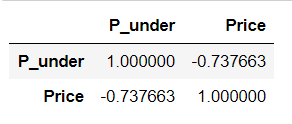 P_under Price
P_under 1.000000 -0.737663
Price -0.737663 1.000000